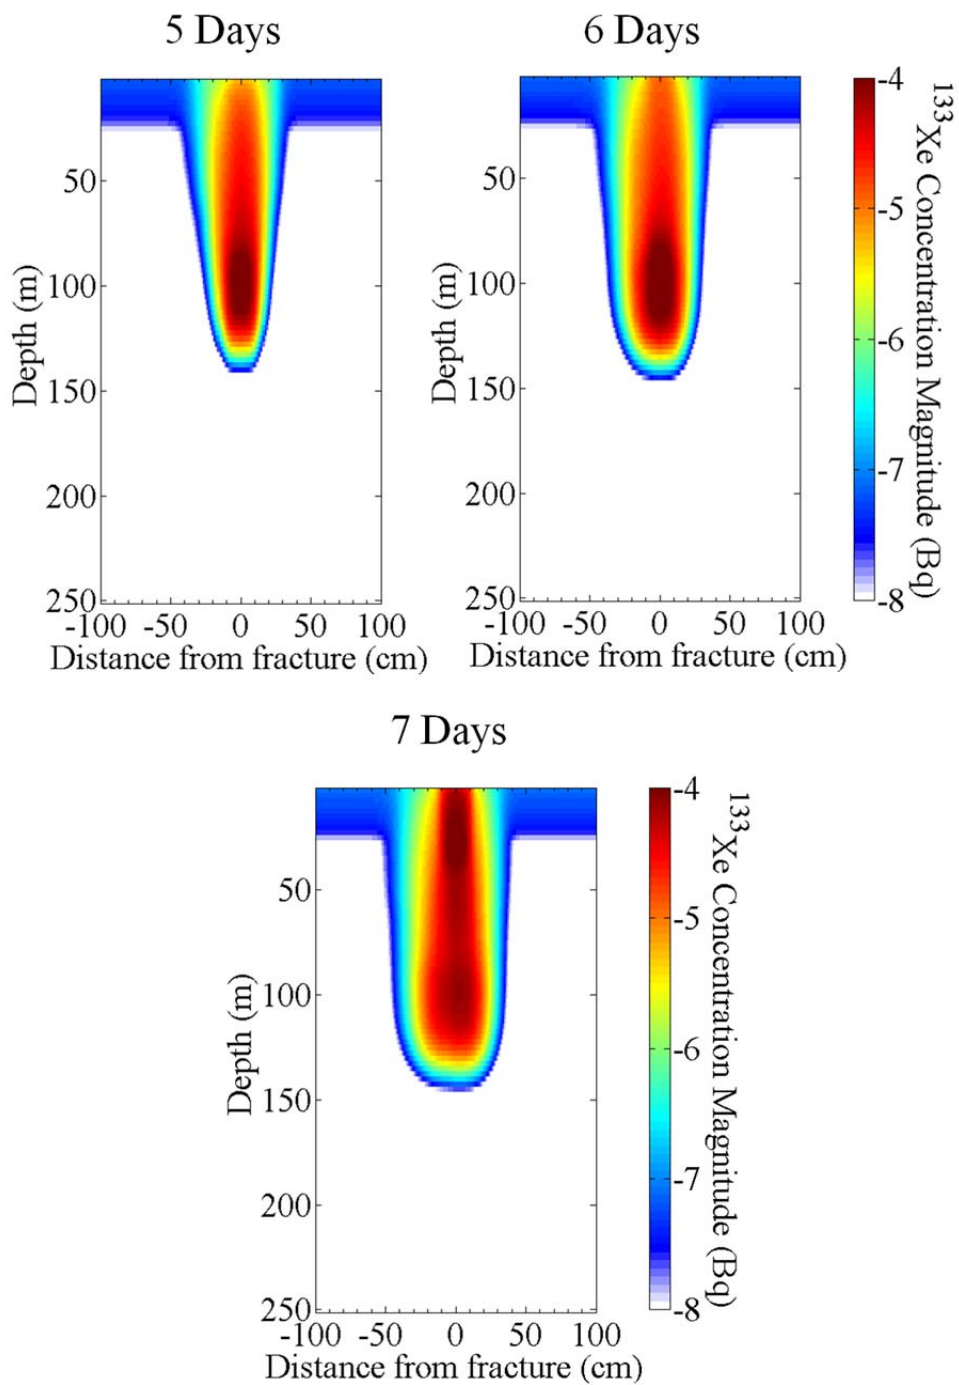 5 Days
6 Days
50
100
150
200
250
Depth (m)
-100 -50 0 50 100
Distance from fracture (cm)
50
100
150
200
250
Depth (m)
-100 -50 0 50 100
Distance from fracture (cm)
-4
-5
-6
-7
-8
133Xe Concentration Magnitude (Bq)
7 Days
50
100
150
200
250
Depth (m)
-100 -50 0 50 100
Distance from fracture (cm)
-4
-5
-6
-7
-8
133Xe Concentration Magnitude (Bq)